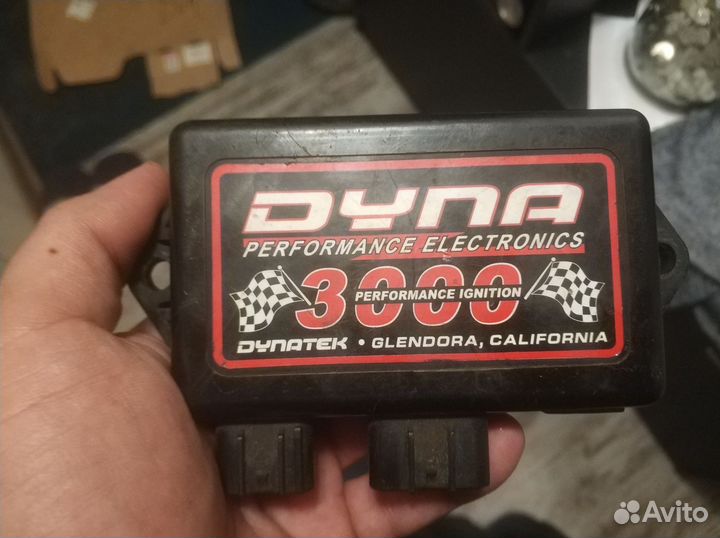 DYNA
PERFORMANCE ELECTRONICS
3000
PERFORMANCE IGNITION
DYNATEK • GLENDORA, CALIFORNIA
Avito